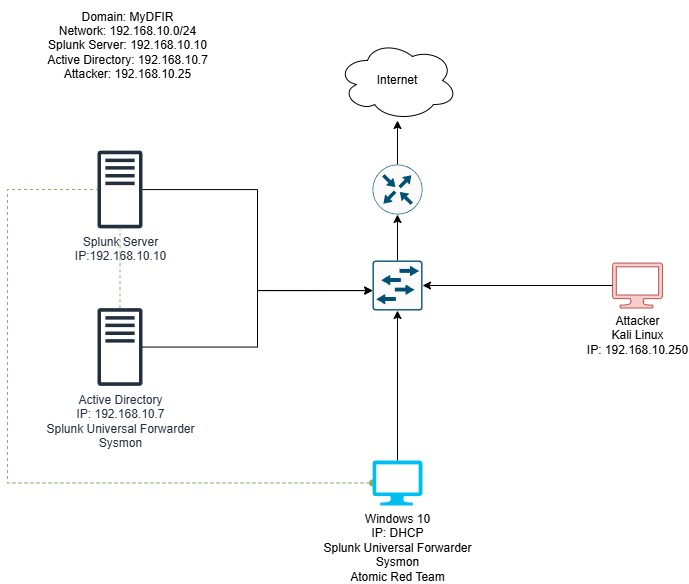 Domain: MyDFIR
Network: 192.168.10.0/24
Splunk Server: 192.168.10.10
Active Directory: 192.168.10.7
Attacker: 192.168.10.25
Internet
Splunk Server
IP:192.168.10.10
Attacker
Kali Linux
IP: 192.168.10.250
Active Directory
IP: 192.168.10.7
Splunk Universal Forwarder
Sysmon
Windows 10
IP: DHCP
Splunk Universal Forwarder
Sysmon
Atomic Red Team